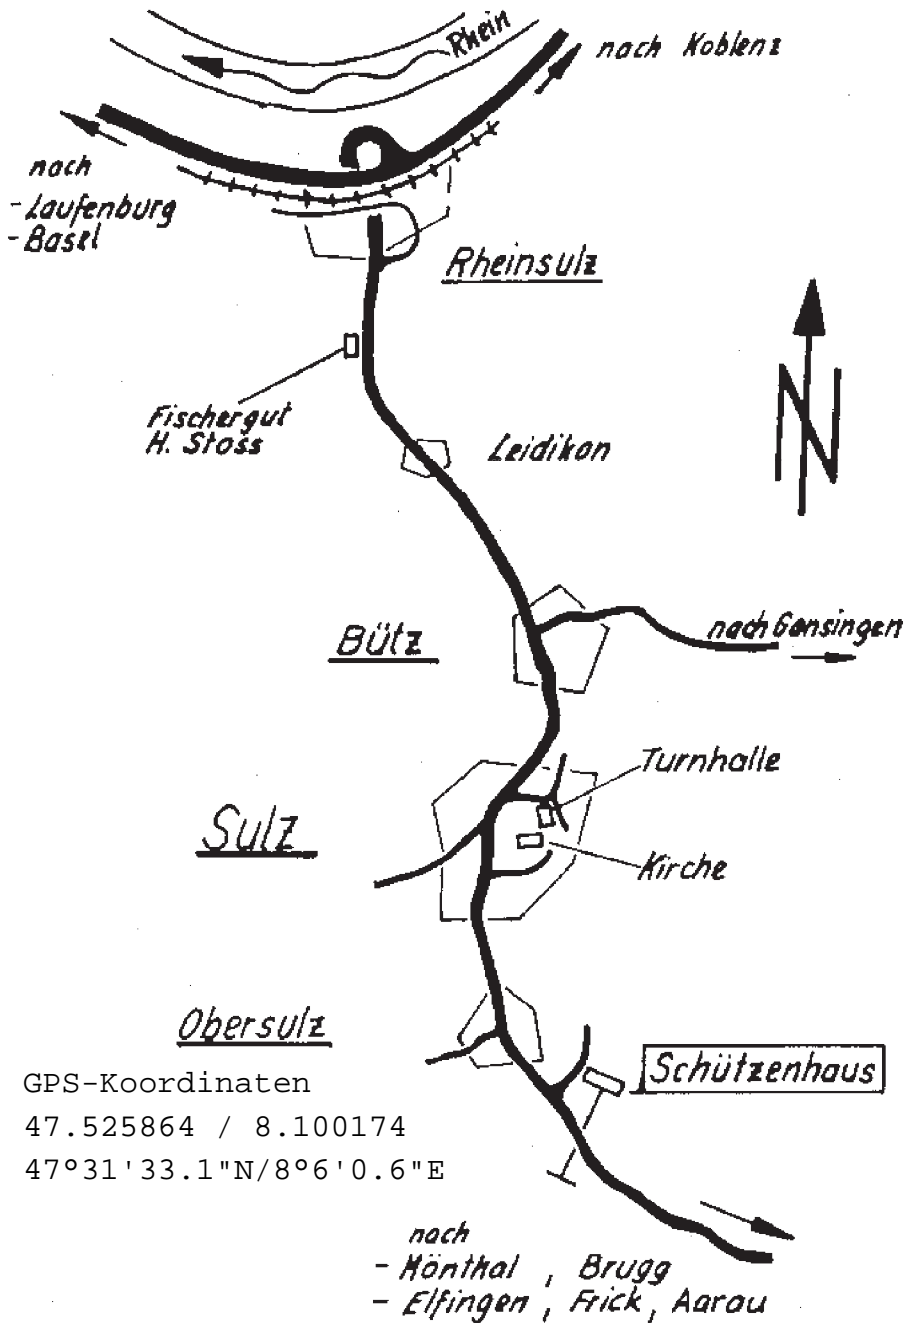 Rhein
nach Koblenz
nach
- Laufenburg
- Basel
Rheinsulz
Fischergut
H. Stoss
Leidikon
N
Bütz
nach Gansingen
Turnhalle
Sulz
Kirche
Obersulz
Schützenhaus
GPS-Koordinaten
47.525864 / 8.100174
47°31'33.1"N/8°6'0.6"E
nach
- Mönthal , Brugg
- Elfingen , Frick , Aarau